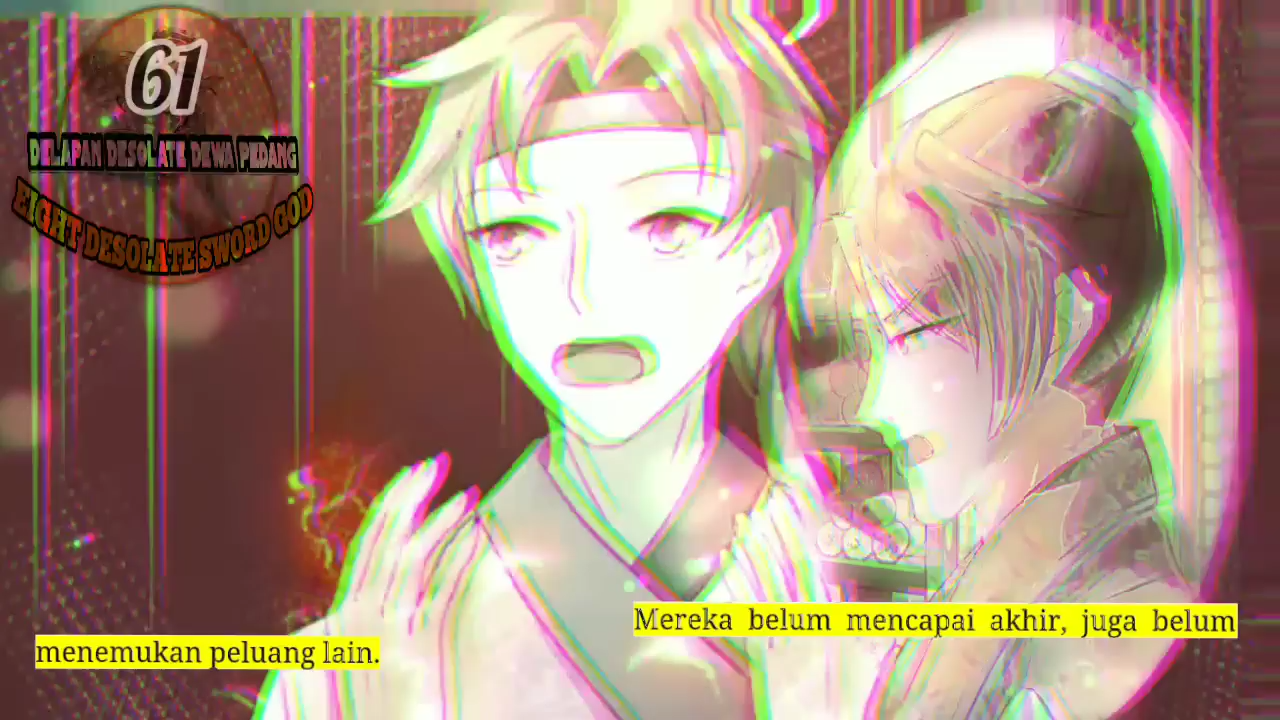 61
DELAPAN DESOLATE DEWA PEDANG
EIGHT DESOLATE SWORD GOD
Mereka belum mencapai akhir, juga belum
menemukan peluang lain.